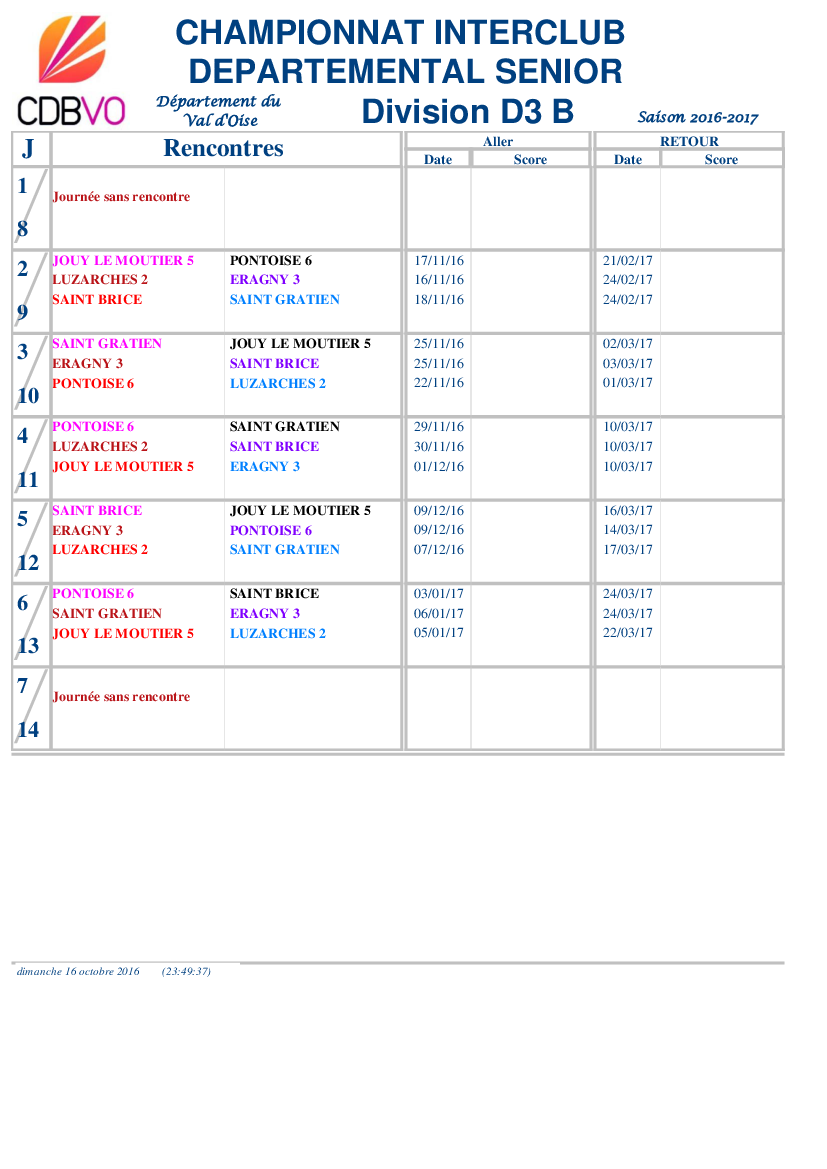 CHAMPIONNAT INTERCLUB
DEPARTEMENTAL SENIOR
CDBVO
Département du
Val d'Oise
Division D3 B
Saison 2016-2017
J Rencontres Aller RETOUR
Date Score Date Score
1
Journée sans rencontre
8
2 JOUY LE MOUTIER 5 PONTOISE 6 17/11/16 21/02/17
LUZARCHES 2 ERAGNY 3 16/11/16 24/02/17
9 SAINT BRICE SAINT GRATIEN 18/11/16 24/02/17
3 SAINT GRATIEN JOUY LE MOUTIER 5 25/11/16 02/03/17
ERAGNY 3 SAINT BRICE 25/11/16 03/03/17
10 PONTOISE 6 LUZARCHES 2 22/11/16 01/03/17
4 PONTOISE 6 SAINT GRATIEN 29/11/16 10/03/17
LUZARCHES 2 SAINT BRICE 30/11/16 10/03/17
11 JOUY LE MOUTIER 5 ERAGNY 3 01/12/16 10/03/17
5 SAINT BRICE JOUY LE MOUTIER 5 09/12/16 16/03/17
ERAGNY 3 PONTOISE 6 09/12/16 14/03/17
12 LUZARCHES 2 SAINT GRATIEN 07/12/16 17/03/17
6 PONTOISE 6 SAINT BRICE 03/01/17 24/03/17
SAINT GRATIEN ERAGNY 3 06/01/17 24/03/17
13 JOUY LE MOUTIER 5 LUZARCHES 2 05/01/17 22/03/17
7
Journée sans rencontre
14
dimanche 16 octobre 2016 (23:49:37)